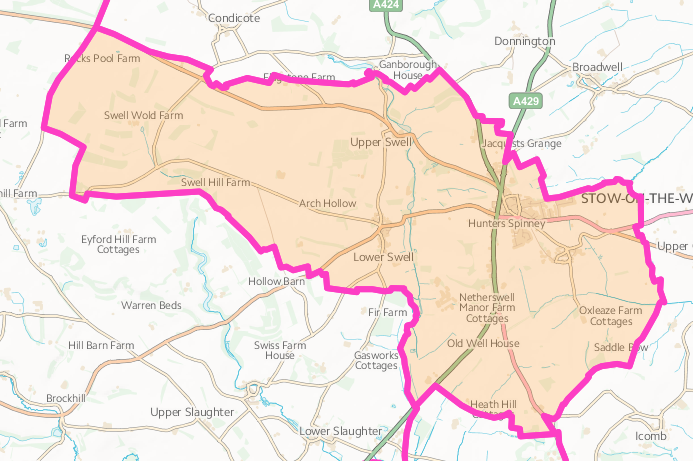 A424
Condicote
Donnington
Rocks Pool Farm
Ganborough
House
Broadwell
Farm
A429
Swell Wold Farm
Farm
Upper Swell
Jacquists Grange
Swell Hill Farm
hill Farm
Arch Hollow
STOW-ON-THE-W
Hunters Spinney
Eyford Hill Farm
Cottages
Upper
Lower Swell
Hollow Barn
Warren Beds
Netherswell
Manor Farm
Cottages
Oxleaze Farm
Cottages
Fir Farm
Hill Barn Farm
Swiss Farm
House
Old Well House
Saddle Bow
Gasworks
Cottages
Brockhill
Upper Slaughter
Heath Hill
Lower Slaughter
Icomb